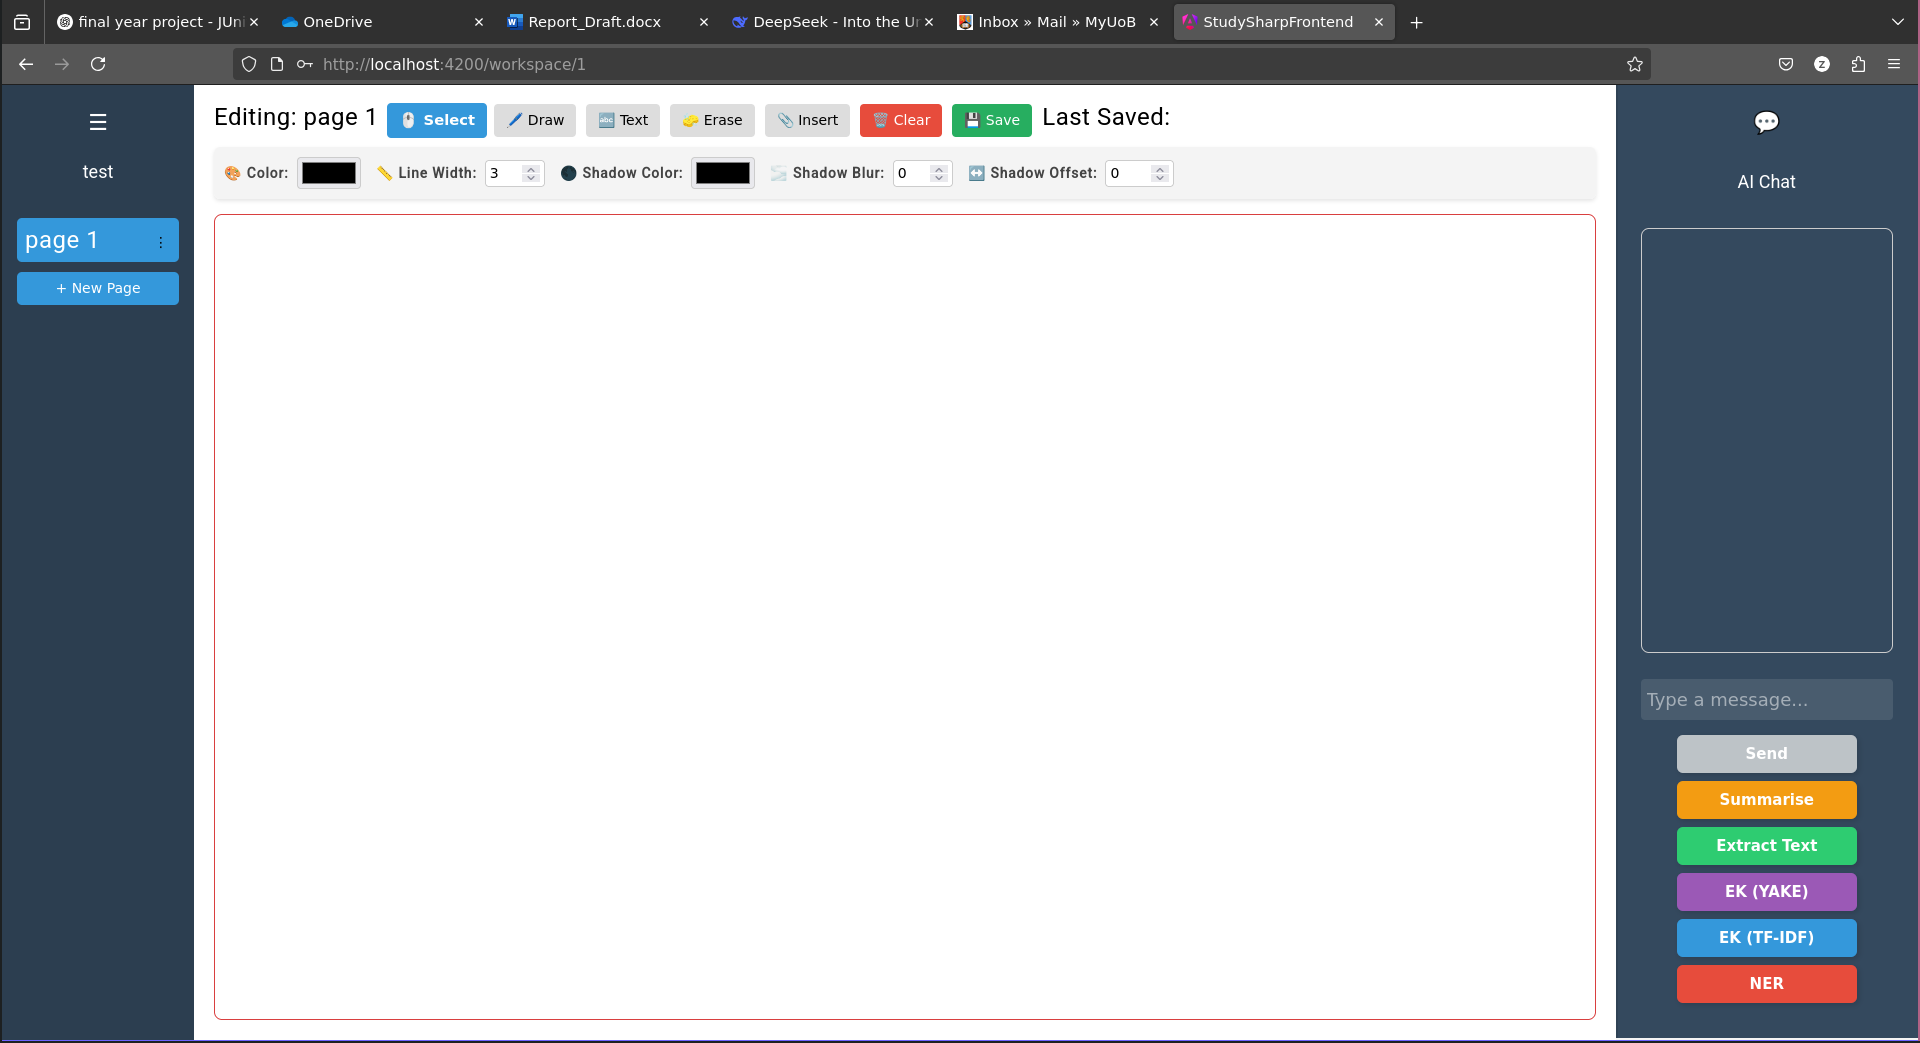 final year project - JUni
OneDrive
Report_Draft.docx
DeepSeek - Into the Un
Inbox » Mail » MyUoB
StudySharpFrontend
http://localhost:4200/workspace/1
Z
test
page 1
+ New Page
Editing: page 1
Select
Draw
Text
Erase
Insert
Clear
Save
Last Saved:
Color:
Line Width: 3
Shadow Color:
Shadow Blur: 0
Shadow Offset: 0
AI Chat
Type a message...
Send
Summarise
Extract Text
EK (YAKE)
EK (TF-IDF)
NER